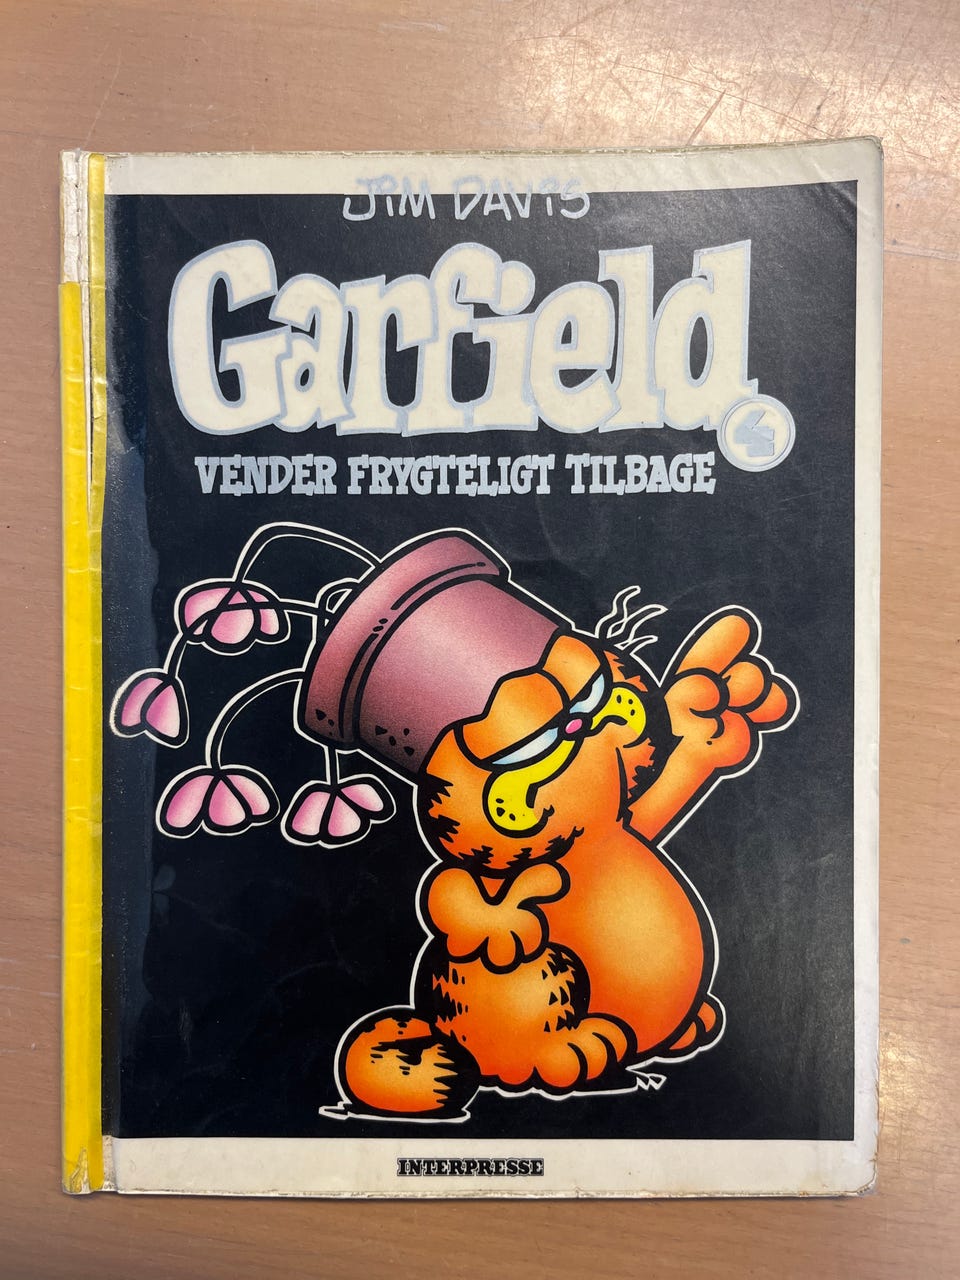 JIM DAVIS
Garfield
4
VENDER FRYGTELIGT TILBAGE
INTERPRESSE